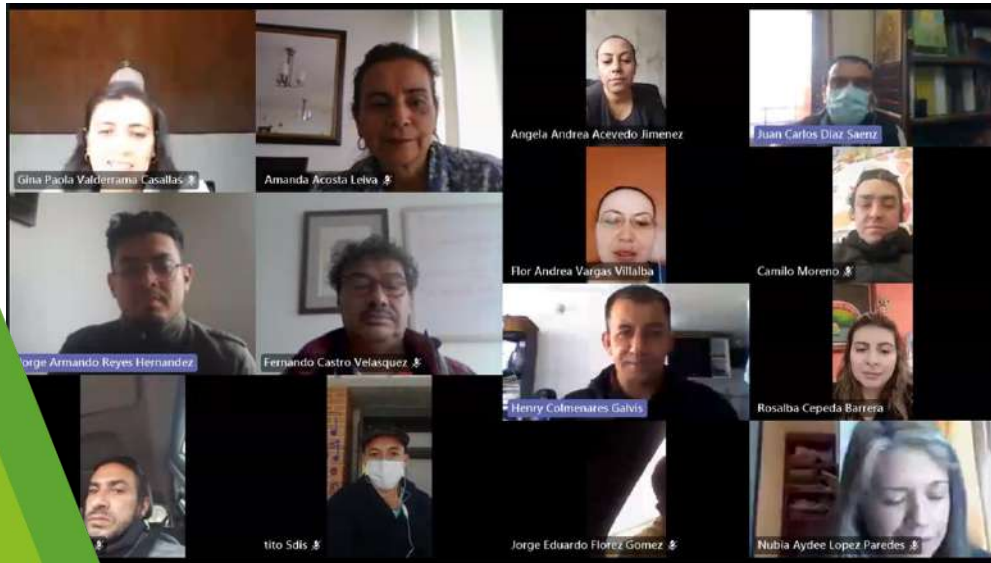 Gina Paola Valderrama Casallas
Amanda Acosta Leiva
Angela Andrea Acevedo Jimenez
Juan Carlos Diaz Saenz
Flor Andrea Vargas Villalba
Camilo Moreno
Jorge Armando Reyes Hernandez
Fernando Castro Velasquez
Henry Colmenares Galvis
Rosalba Cepeda Barrera
tito Sdis
Jorge Eduardo Florez Gomez
Nubia Aydee Lopez Paredes